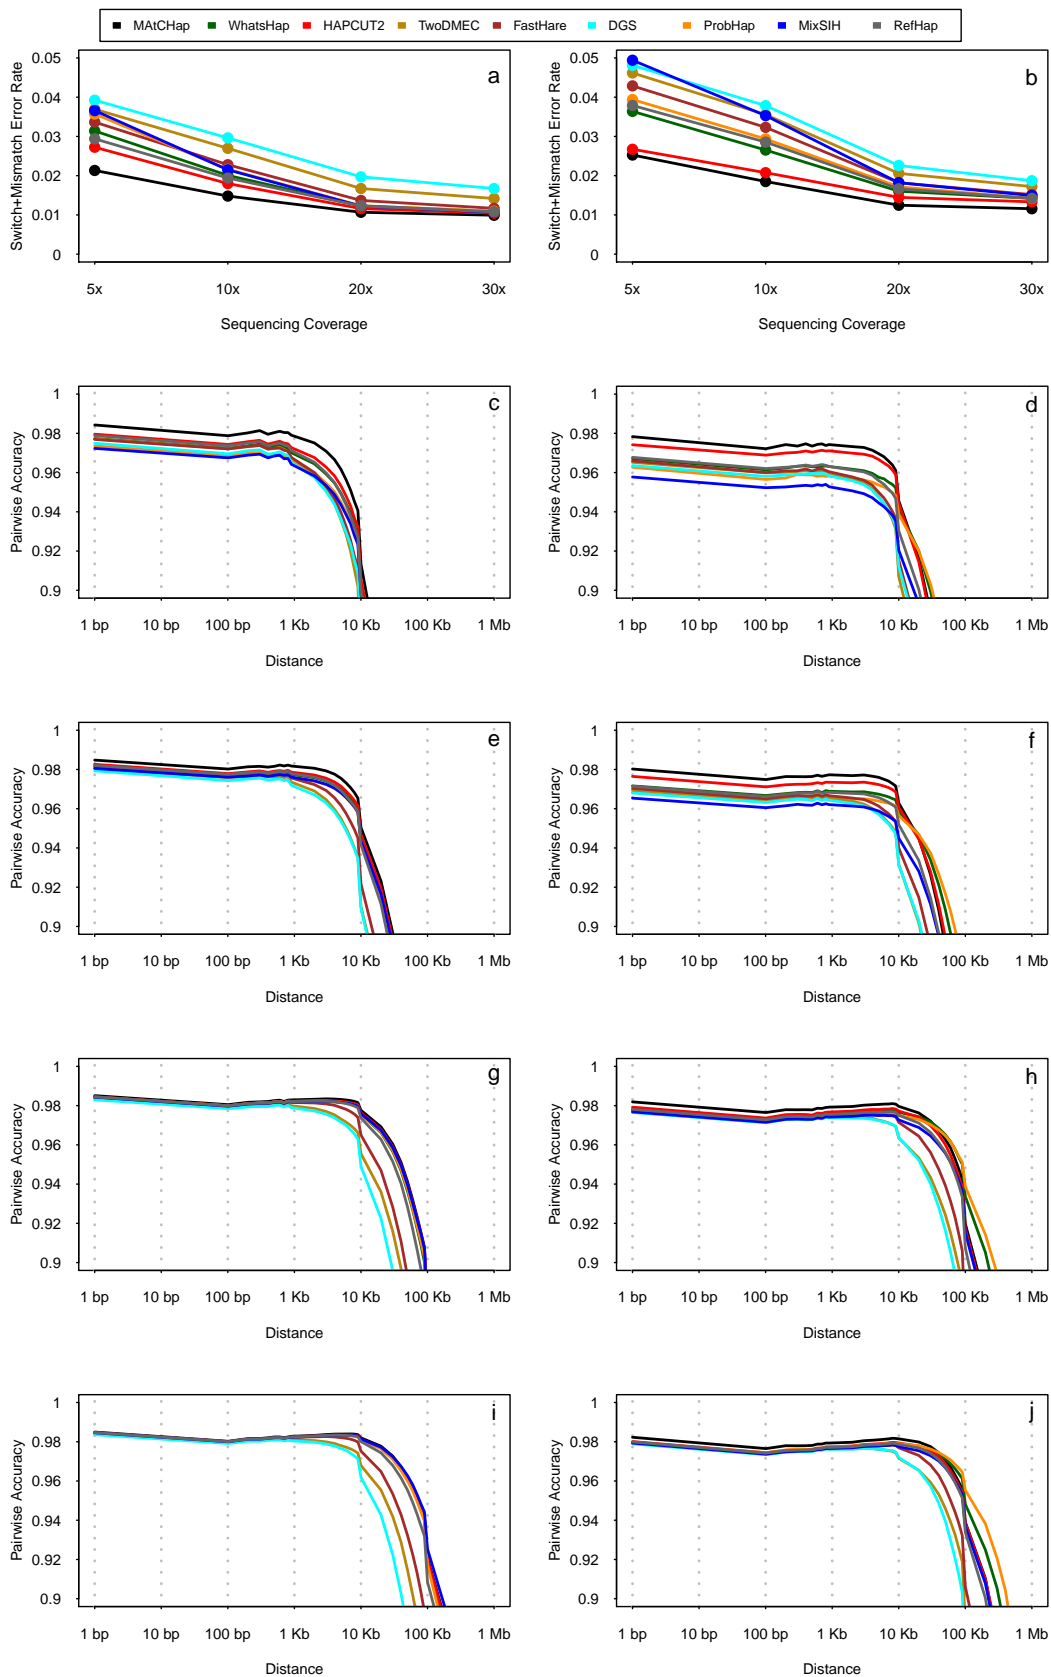 MAtCHap WhatsHap HAPCUT2 TwoDMEC FastHare DGS ProbHap MixSIH RefHap
a
Switch+Mismatch Error Rate
0.05
0.04
0.03
0.02
0.01
0
5x 10x 20x 30x
Sequencing Coverage
b
Switch+Mismatch Error Rate
0.05
0.04
0.03
0.02
0.01
0
5x 10x 20x 30x
Sequencing Coverage
c
Pairwise Accuracy
1
0.98
0.96
0.94
0.92
0.9
1 bp 10 bp 100 bp 1 Kb 10 Kb 100 Kb 1 Mb
Distance
d
Pairwise Accuracy
1
0.98
0.96
0.94
0.92
0.9
1 bp 10 bp 100 bp 1 Kb 10 Kb 100 Kb 1 Mb
Distance
e
Pairwise Accuracy
1
0.98
0.96
0.94
0.92
0.9
1 bp 10 bp 100 bp 1 Kb 10 Kb 100 Kb 1 Mb
Distance
f
Pairwise Accuracy
1
0.98
0.96
0.94
0.92
0.9
1 bp 10 bp 100 bp 1 Kb 10 Kb 100 Kb 1 Mb
Distance
g
Pairwise Accuracy
1
0.98
0.96
0.94
0.92
0.9
1 bp 10 bp 100 bp 1 Kb 10 Kb 100 Kb 1 Mb
Distance
h
Pairwise Accuracy
1
0.98
0.96
0.94
0.92
0.9
1 bp 10 bp 100 bp 1 Kb 10 Kb 100 Kb 1 Mb
Distance
i
Pairwise Accuracy
1
0.98
0.96
0.94
0.92
0.9
1 bp 10 bp 100 bp 1 Kb 10 Kb 100 Kb 1 Mb
Distance
j
Pairwise Accuracy
1
0.98
0.96
0.94
0.92
0.9
1 bp 10 bp 100 bp 1 Kb 10 Kb 100 Kb 1 Mb
Distance